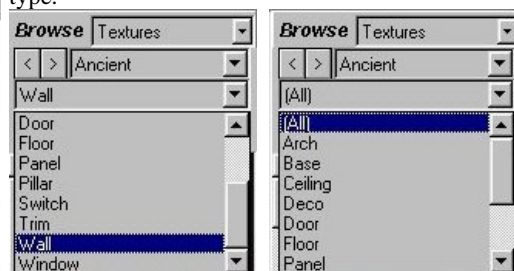 type.
Browse Textures
< > Ancient
Wall
Door
Floor
Panel
Pillar
Switch
Trim
Wall
Window
Browse Textures
< > Ancient
(All)
(All)
Arch
Base
Ceiling
Deco
Door
Floor
Panel